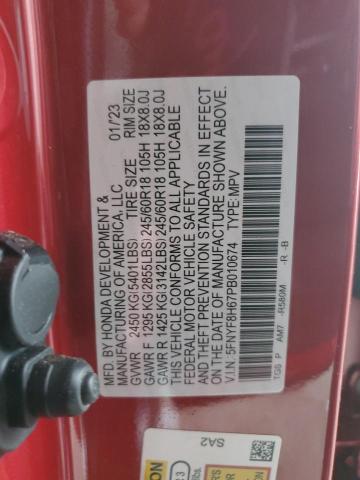 MFD. BY HONDA DEVELOPMENT & 01/'23
MANUFACTURING OF AMERICA, LLC
GVWR 2450 KG(5401LBS) TIRE SIZE RIM SIZE
GAWR F 1295 KG(2855LBS) 245/60R18 105H 18X8.0J
GAWR R 1425 KG(3142LBS) 245/60R18 105H 18X8.0J
THIS VEHICLE CONFORMS TO ALL APPLICABLE
FEDERAL MOTOR VEHICLE SAFETY
AND THEFT PREVENTION STANDARDS IN EFFECT
ON THE DATE OF MANUFACTURE SHOWN ABOVE.
V.I.N.: 5FNYF8H67PB010674 TYPE:MPV
TG8 P AM7 -R580M -R -B
SA2